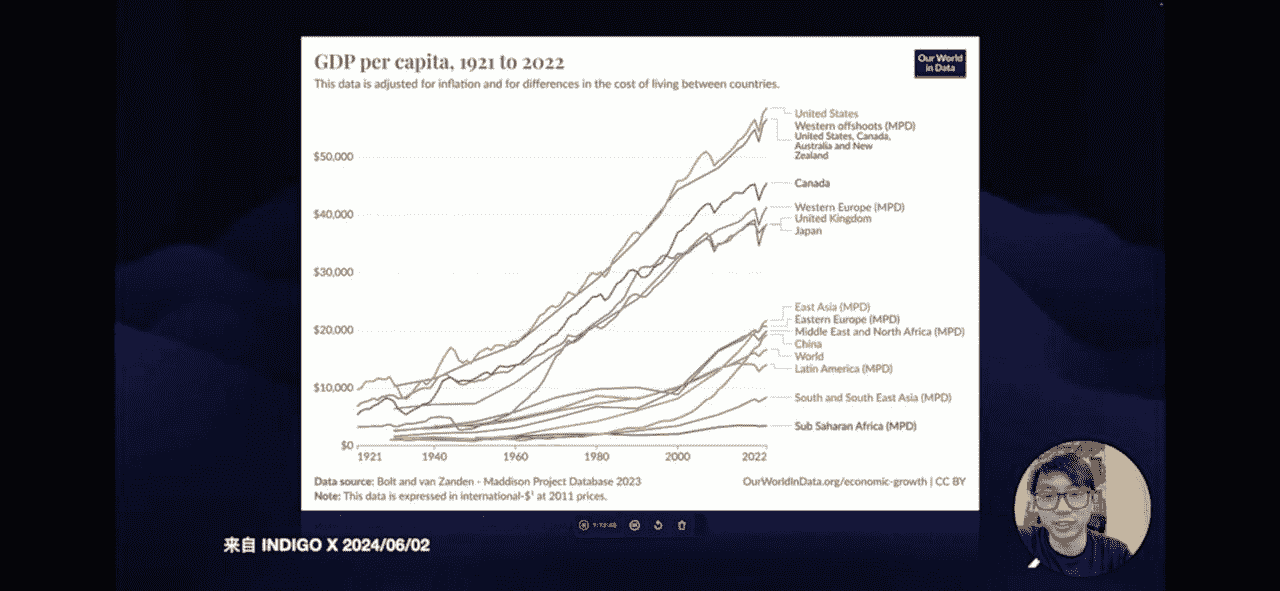 GDP per capita, 1921 to 2022
Our World
in Data
This data is adjusted for inflation and for differences in the cost of living between countries.
United States
Western offshoots (MPD)
United States, Canada,
Australia and New
Zealand
$50,000
Canada
$40,000
Western Europe (MPD)
United Kingdom
Japan
$30,000
East Asia (MPD)
Eastern Europe (MPD)
$20,000
Middle East and North Africa (MPD)
China
World
Latin America (MPD)
$10,000
South and South East Asia (MPD)
Sub Saharan Africa (MPD)
$0
1921
1940
1960
1980
2000
2022
Data source: Bolt and van Zanden - Maddison Project Database 2023
OurWorldInData.org/economic-growth | CC BY
Note: This data is expressed in international-$¹ at 2011 prices.
来自 INDIGO X 2024/06/02